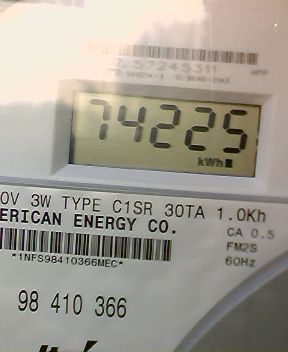 57245311
74225
kWh
0V 3W TYPE C1SR 30TA 1.0Kh
ERICAN ENERGY CO.
CA 0.5
FM2S
*1NFS98410366MEC*
60Hz
98 410 366